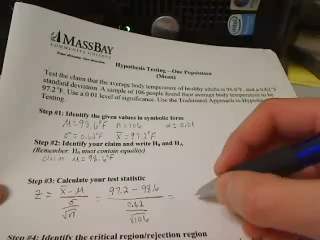 MASSBAY
COMMUNITY COLLEGE
Hypothesis Testing – One Population
(Mean)
Test the claim that the average body temperature of healthy adults is 98.6°F, and a 0.62°F
standard deviation. A sample of 106 people found their average body temperatures to be
97.2°F. Use a 0.01 level of significance. Use the Traditional Approach to Hypothesis
Testing.
Step #1: Identify the given values in symbolic form
μ=98.6°F n=106 α=0.01
σ=0.62°F x̄=97.2°F
Step #2: Identify your claim and write H₀ and
(Remember: H₀ must contain equality)
claim μ=98.6°F
Step #3: Calculate your test statistic
Z = (x̄ - μ) / (σ/√n) = (97.2 - 98.6) / (0.62/√106) =
Step #4: Identify the critical region/rejection region